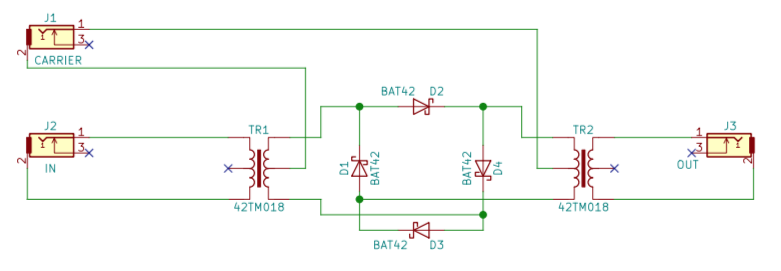 J1
1
3
2
CARRIER
BAT42 D2
J2
1
3
2
IN
TR1
42TM018
D1
BAT42
BAT42
D4
TR2
42TM018
J3
1
3
2
OUT
BAT42 D3